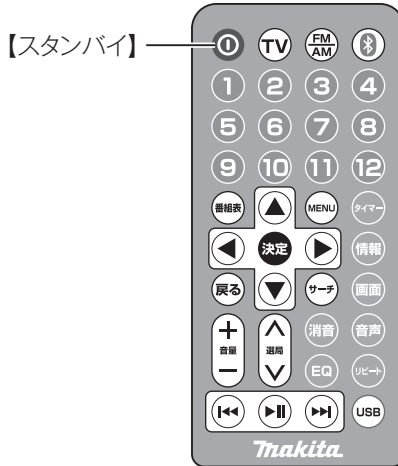 【スタンバイ】
TV FM AM
1 2 3 4
5 6 7 8
9 10 11 12
番組表 MENU タイマー
決定 情報
戻る サーチ 画面
音量 選局 消音 音声
EQ リピート
USB
makita